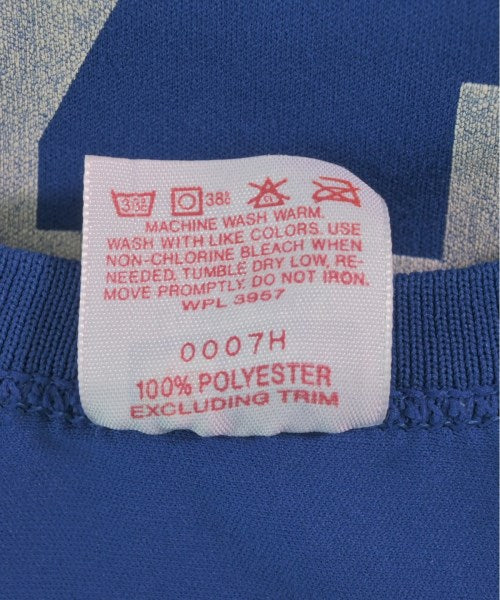 38°
MACHINE WASH WARM.
WASH WITH LIKE COLORS. USE
NON-CHLORINE BLEACH WHEN
NEEDED. TUMBLE DRY LOW, RE-
MOVE PROMPTLY. DO NOT IRON.
WPL 3957
0007H
100% POLYESTER
EXCLUDING TRIM